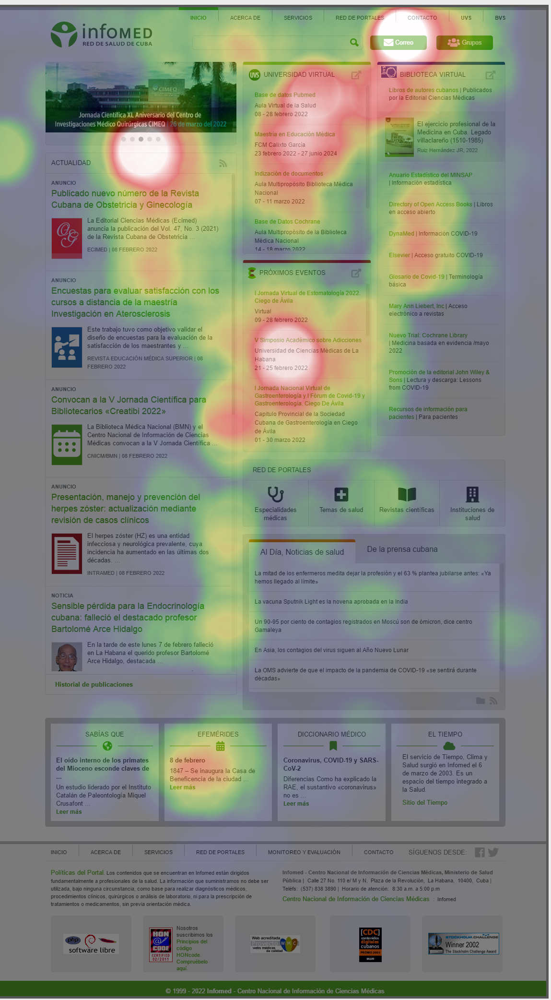 INICIO
ACERCA DE
SERVICIOS
RED DE PORTALES
CONTACTO
UVS
BVS
infOMED
RED DE SALUD DE CUBA
Correo
Grupos
CIMEQ
Jornada Científica XL Aniversario del Centro de
Investigaciones Médico Quirúrgicas CIMEQ | 26 de marzo del 2022
ACTUALIDAD
ANUNCIO
Publicado nuevo número de la Revista
Cubana de Obstetricia y Ginecología
La Editorial Ciencias Médicas (Ecimed)
anuncia la publicación del Vol. 47, No. 3 (2021)
de la Revista Cubana de Obstetricia ...
ECIMED | 08 FEBRERO 2022
ANUNCIO
Encuestas para evaluar satisfacción con los
cursos a distancia de la maestría
Investigación en Aterosclerosis
Este trabajo tuvo como objetivo validar el
diseño de encuestas para la evaluación de la
satisfacción de los maestrantes y ...
REVISTA EDUCACIÓN MÉDICA SUPERIOR | 08
FEBRERO 2022
ANUNCIO
Convocan a la V Jornada Científica para
Bibliotecarios «Creatibi 2022»
La Biblioteca Médica Nacional (BMN) y el
Centro Nacional de Información de Ciencias
Médicas convocan a la V Jornada Científica ...
CNICM/BMN | 08 FEBRERO 2022
ANUNCIO
Presentación, manejo y prevención del
herpes zóster: actualización mediante
revisión de casos clínicos
El herpes zóster (HZ) es una entidad
infecciosa y neurológica prevalente, cuya
incidencia ha aumentado en las últimas dos
décadas. ...
INTRAMED | 08 FEBRERO 2022
NOTICIA
Sensible pérdida para la Endocrinología
cubana: falleció el destacado profesor
Bartolomé Arce Hidalgo
En la tarde de este lunes 7 de febrero falleció
en La Habana el querido profesor Bartolomé
Arce Hidalgo, destacada ...
Historial de publicaciones
UVS UNIVERSIDAD VIRTUAL
Base de datos Pubmed
Aula Virtual de la Salud
08 - 28 febrero 2022
Maestría en Educación Médica
FCM Calixto García
23 febrero 2022 - 27 junio 2024
Indización de documentos
Aula Multipropósito Biblioteca Médica
Nacional
07 - 11 marzo 2022
Base de Datos Cochrane
Aula Multipropósito de la Biblioteca
Médica Nacional
14 - 18 marzo 2022
PRÓXIMOS EVENTOS
I Jornada Virtual de Estomatología 2022.
Ciego de Ávila
Virtual
09 - 28 febrero 2022
V Simposio Académico sobre Adicciones
Universidad de Ciencias Médicas de La
Habana
21 - 25 febrero 2022
I Jornada Nacional Virtual de
Gastroenterología y I Fórum de Covid-19 y
Gastroenterología. Ciego De Ávila
Capitulo Provincial de la Sociedad
Cubana de Gastroenterología en Ciego
de Ávila
01 - 30 marzo 2022
BVS BIBLIOTECA VIRTUAL
Libros de autores cubanos | Publicados
por la Editorial Ciencias Médicas
El ejercicio profesional de la
Medicina en Cuba. Legado
villaclareño (1510-1985)
Ruiz Hernández JR, 2022
Anuario Estadístico del MINSAP
| Información estadística
Directory of Open Access Books | Libros
en acceso abierto
DynaMed | Información COVID-19
Elsevier | Acceso gratuito COVID-19
Glosario de Covid-19 | Terminología
básica
Mary Ann Liebert, Inc | Acceso
electrónico a revistas
Nuevo Trial: Cochrane Library
| Medicina basada en evidencia /mayo
2022
Promoción de la editorial John Wiley &
Sons | Lectura y descarga: Lessons
from COVID-19
Recursos de información para
pacientes | Para pacientes
RED DE PORTALES
Especialidades
médicas
Temas de salud
Revistas científicas
Instituciones de
salud
Al Día, Noticias de salud
De la prensa cubana
La mitad de los enfermeros medita dejar la profesión y el 63 % plantea jubilarse antes: «Ya
hemos llegado al límite»
La vacuna Sputnik Light es la novena aprobada en la India
Un 90-95 por ciento de contagios registrados en Moscú son de ómicron, dice centro
Gamaleya
En Asia, los contagios del virus siguen al Año Nuevo Lunar
La OMS advierte de que el impacto de la pandemia de COVID-19 «se sentirá durante
décadas»
SABÍAS QUE
El oído interno de los primates
del Mioceno esconde claves de
...
Un estudio liderado por el Instituto
Catalán de Paleontología Miquel
Crusafont ...
Leer más
EFEMÉRIDES
8 de febrero
1847 – Se inaugura la Casa de
Beneficencia de la ciudad ...
Leer más
DICCIONARIO MÉDICO
Coronavirus, COVID-19 y SARS-
CoV-2
Diferencias Como ha explicado la
RAE, el sustantivo «coronavirus»
no es ...
Leer más
EL TIEMPO
El servicio de Tiempo, Clima y
Salud surgió en Infomed el 6
de marzo de 2003. Es un
espacio del tiempo integrado a
la Salud.
Sitio del Tiempo
INICIO
ACERCA DE
SERVICIOS
RED DE PORTALES
MONITOREO Y EVALUACIÓN
CONTACTO
SÍGUENOS DESDE:
Políticas del Portal. Los contenidos que se encuentran en Infomed están dirigidos
fundamentalmente a profesionales de la salud. La información que suministramos no debe ser
utilizada, bajo ninguna circunstancia, como base para realizar diagnósticos médicos,
procedimientos clínicos, quirúrgicos o análisis de laboratorio, ni para la prescripción de
tratamientos o medicamentos, sin previa orientación médica.
Infomed - Centro Nacional de Información de Ciencias Médicas, Ministerio de Salud
Pública | Calle 27 No. 110 e/ M y N, Plaza de la Revolución, La Habana, 10400, Cuba |
Teléfs: (537) 838 3890 | Horario de atención: 8:30 a.m. a 5:00 p.m
Centro Nacional de Información de Ciencias Médicas : Infomed
php
software libre
HON
@
CODE
CERTIFIED
02/2011
Nosotros
suscribimos los
Principios del
código
HONcode.
Compruébelo
aquí.
Web acreditada
Proyecto WMC
webs médicas
de calidad
[CDC]
contenidos
digitales
cubanos
PREMIO 2005
SALUD
STOCKHOLM CHALLENGE
Winner 2002
The Stockholm Challenge Award
© 1999 - 2022 Infomed - Centro Nacional de Información de Ciencias Médicas